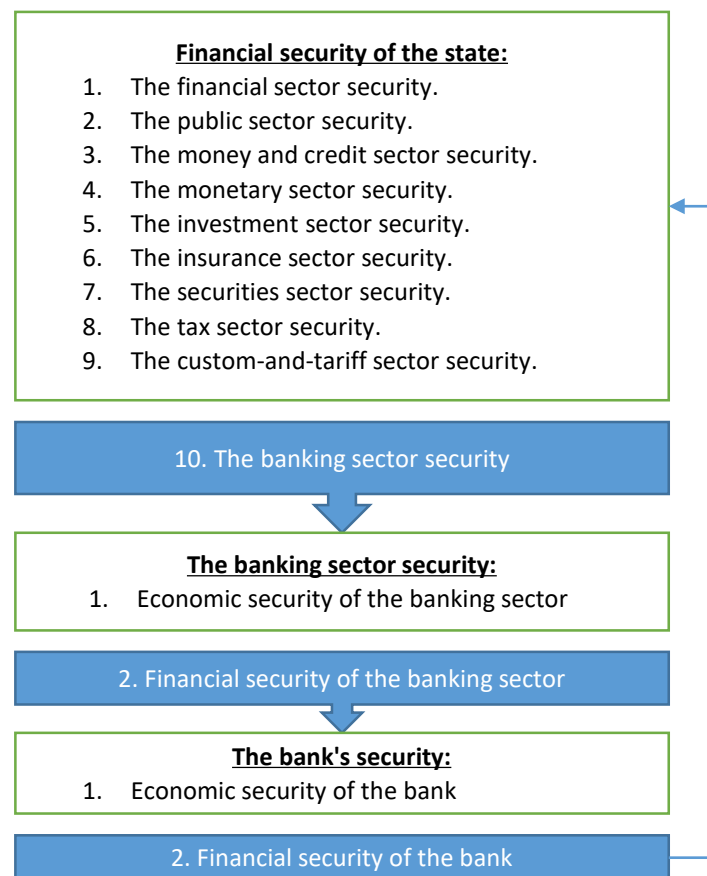 Financial security of the state:
1. The financial sector security.
2. The public sector security.
3. The money and credit sector security.
4. The monetary sector security.
5. The investment sector security.
6. The insurance sector security.
7. The securities sector security.
8. The tax sector security.
9. The custom-and-tariff sector security.
10. The banking sector security
The banking sector security:
1. Economic security of the banking sector
2. Financial security of the banking sector
The bank's security:
1. Economic security of the bank
2. Financial security of the bank